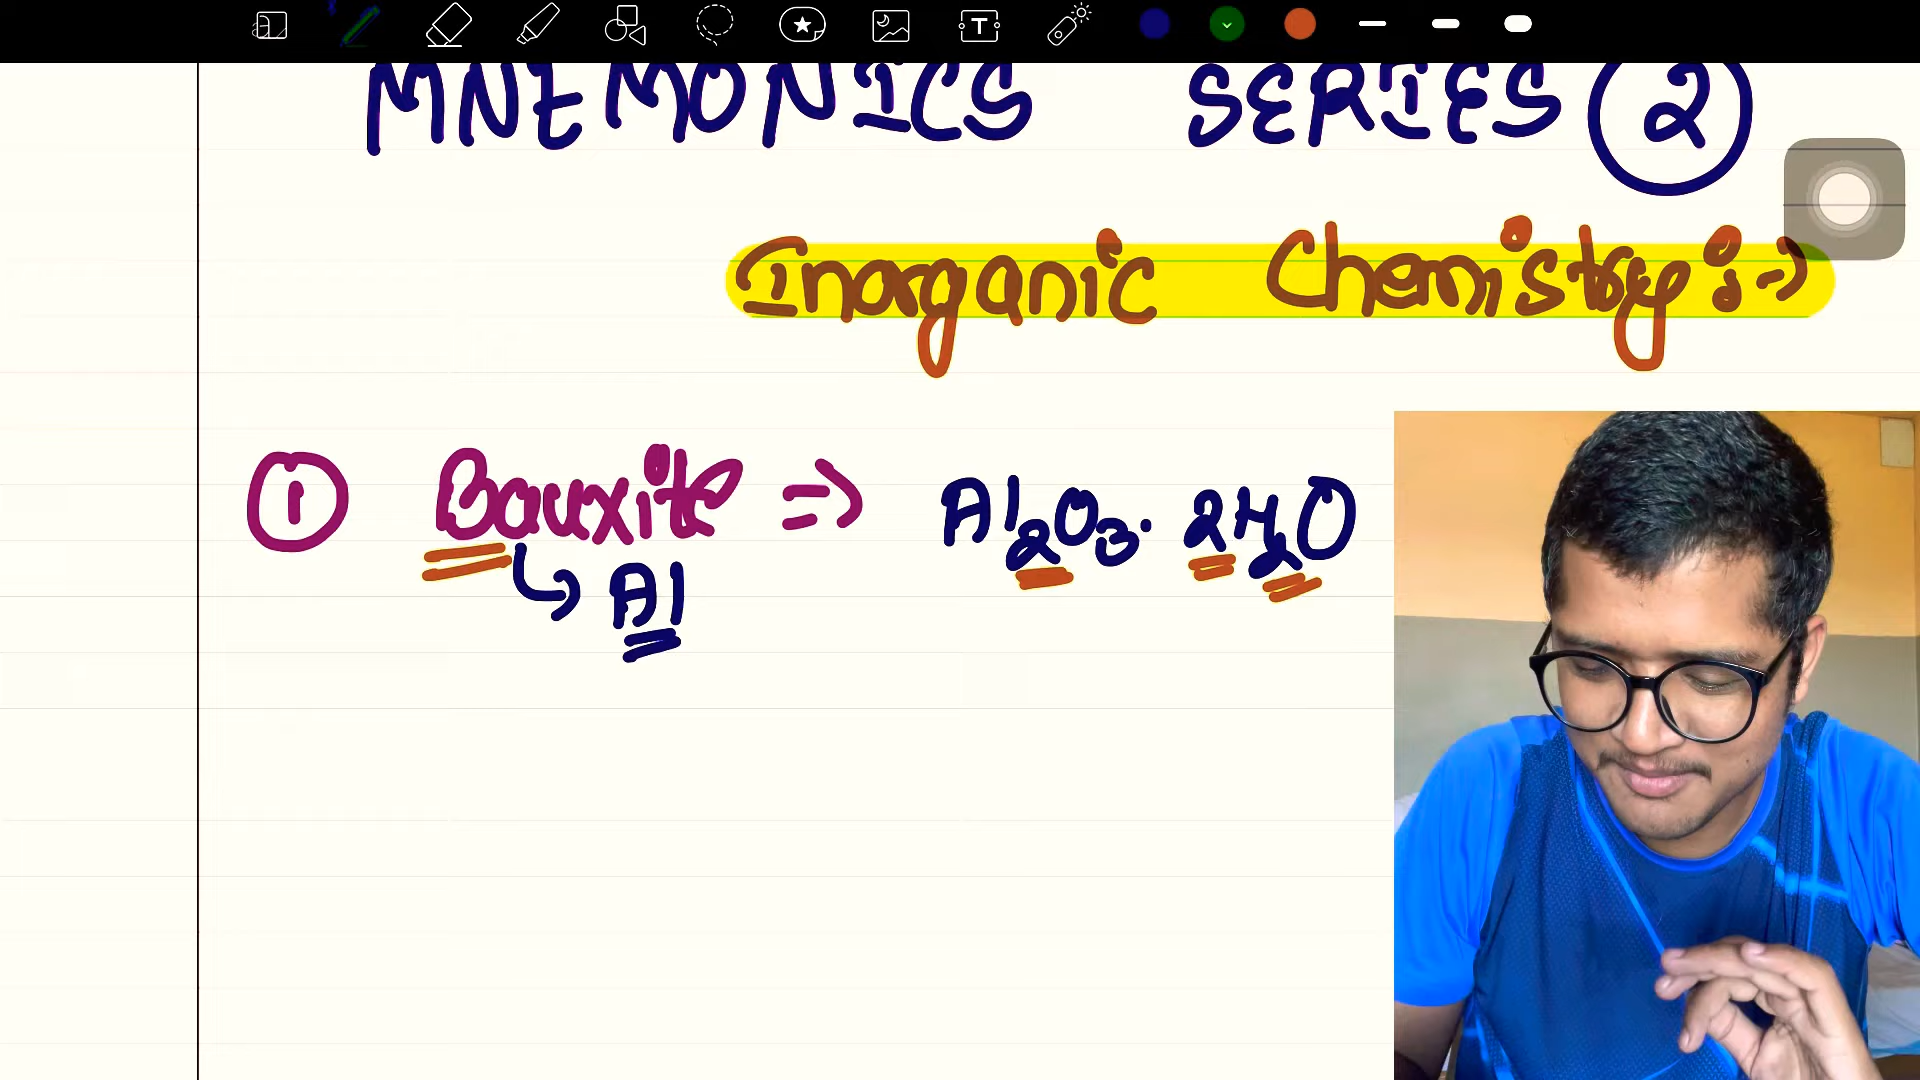 MNEMONICS SERIES 2
Inorganic Chemistry :-)
1 Bauxite => Al₂O₃. 2H₂O
↳ Al